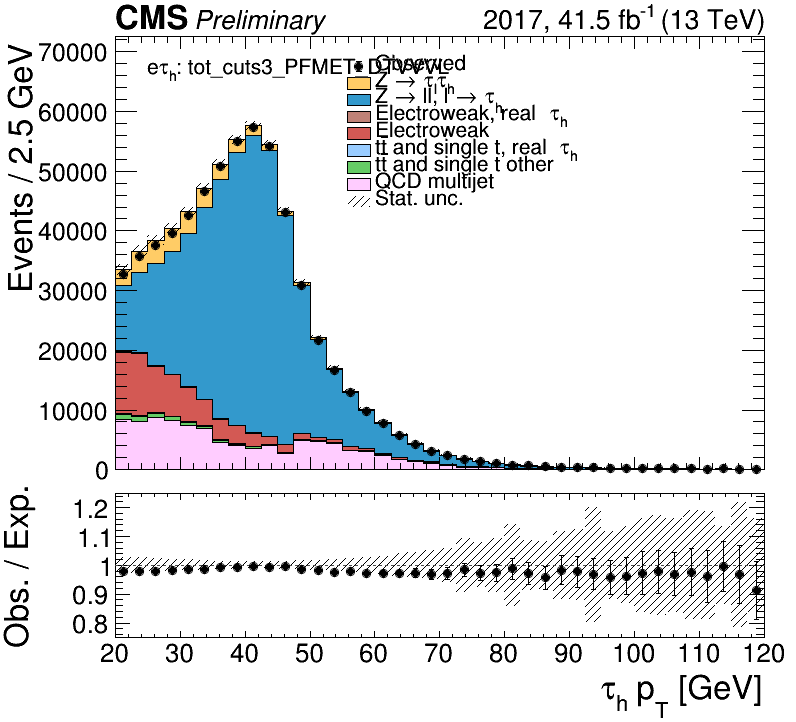 CMS Preliminary 2017, 41.5 fb-1 (13 TeV)
eτh: tot_cuts3_PFMET
Observed
Z → τlτh
Z → ll, l → τh
Electroweak, real τh
Electroweak
tt and single t, real τh
tt and single t other
QCD multijet
Stat. unc.
Events / 2.5 GeV
70000
60000
50000
40000
30000
20000
10000
0
Obs. / Exp.
1.2
1.1
1
0.9
0.8
20 30 40 50 60 70 80 90 100 110 120
τh pT [GeV]